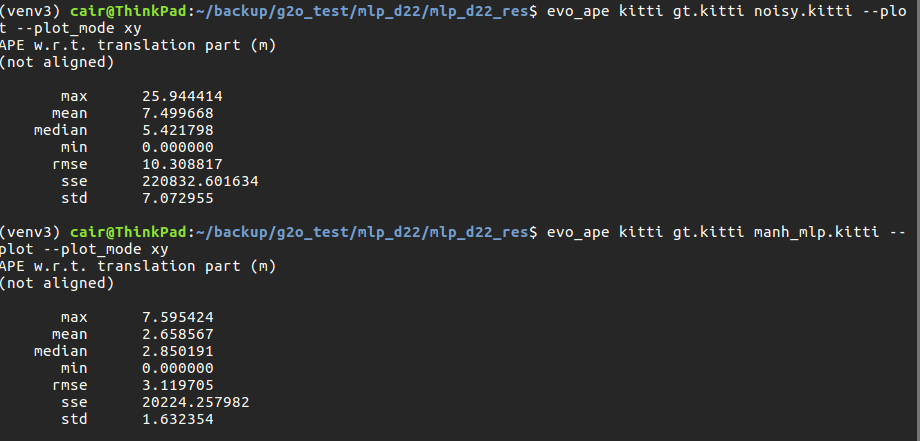 (venv3) cair@ThinkPad:~/backup/g2o_test/mlp_d22/mlp_d22_res$ evo_ape kitti gt.kitti noisy.kitti --plo
t --plot_mode xy
APE w.r.t. translation part (m)
(not aligned)
max 25.944414
mean 7.499668
median 5.421798
min 0.000000
rmse 10.308817
sse 220832.601634
std 7.072955
(venv3) cair@ThinkPad:~/backup/g2o_test/mlp_d22/mlp_d22_res$ evo_ape kitti gt.kitti manh_mlp.kitti --
plot --plot_mode xy
APE w.r.t. translation part (m)
(not aligned)
max 7.595424
mean 2.658567
median 2.850191
min 0.000000
rmse 3.119705
sse 20224.257982
std 1.632354